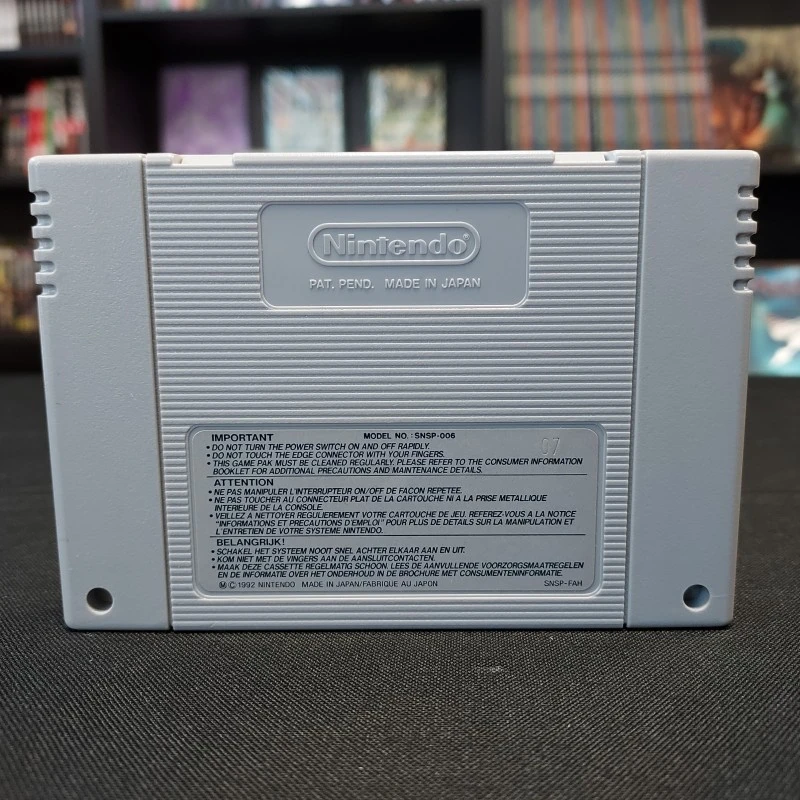 Nintendo®
PAT. PEND. MADE IN JAPAN
IMPORTANT MODEL NO. : SNSP-006
• DO NOT TURN THE POWER SWITCH ON AND OFF RAPIDLY.
• DO NOT TOUCH THE EDGE CONNECTOR WITH YOUR FINGERS.
• THIS GAME PAK MUST BE CLEANED REGULARLY. PLEASE REFER TO THE CONSUMER INFORMATION
BOOKLET FOR ADDITIONAL PRECAUTIONS AND MAINTENANCE DETAILS.
ATTENTION
• NE PAS MANIPULER L'INTERRUPTEUR ON/OFF DE FACON REPETEE.
• NE PAS TOUCHER AU CONNECTEUR PLAT DE LA CARTOUCHE NI A LA PRISE METALLIQUE
INTERIEURE DE LA CONSOLE.
• VEILLEZ A NETTOYER REGULIEREMENT VOTRE CARTOUCHE DE JEU. REFEREZ-VOUS A LA NOTICE
"INFORMATIONS ET PRECAUTIONS D'EMPLOI" POUR PLUS DE DETAILS SUR LA MANIPULATION ET
L'ENTRETIEN DE VOTRE SYSTEME NINTENDO.
BELANGRIJK!
• SCHAKEL HET SYSTEEM NOOIT SNEL ACHTER ELKAAR AAN EN UIT.
• KOM NIET MET DE VINGERS AAN DE AANSLUITCONTACTEN.
• MAAK DEZE CASSETTE REGELMATIG SCHOON. LEES DE AANVULLENDE VOORZORGSMAATREGELEN
EN DE INFORMATIE OVER HET ONDERHOUD IN DE BROCHURE MET CONSUMENTENINFORMATIE.
Ⓜ © 1992 NINTENDO MADE IN JAPAN/FABRIQUE AU JAPON SNSP-FAH